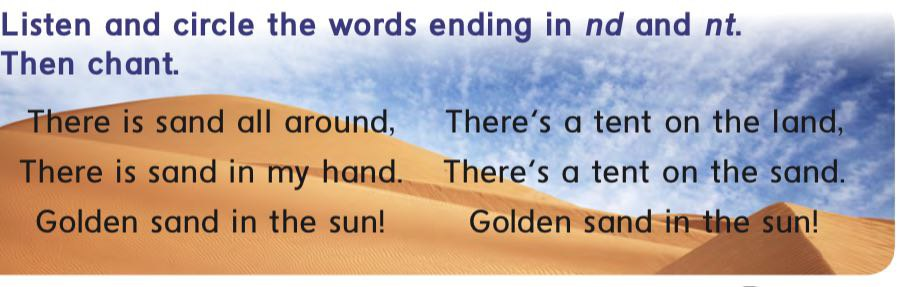 Listen and circle the words ending in nd and nt.
Then chant.
There is sand all around,
There is sand in my hand.
Golden sand in the sun!
There's a tent on the land,
There's a tent on the sand.
Golden sand in the sun!